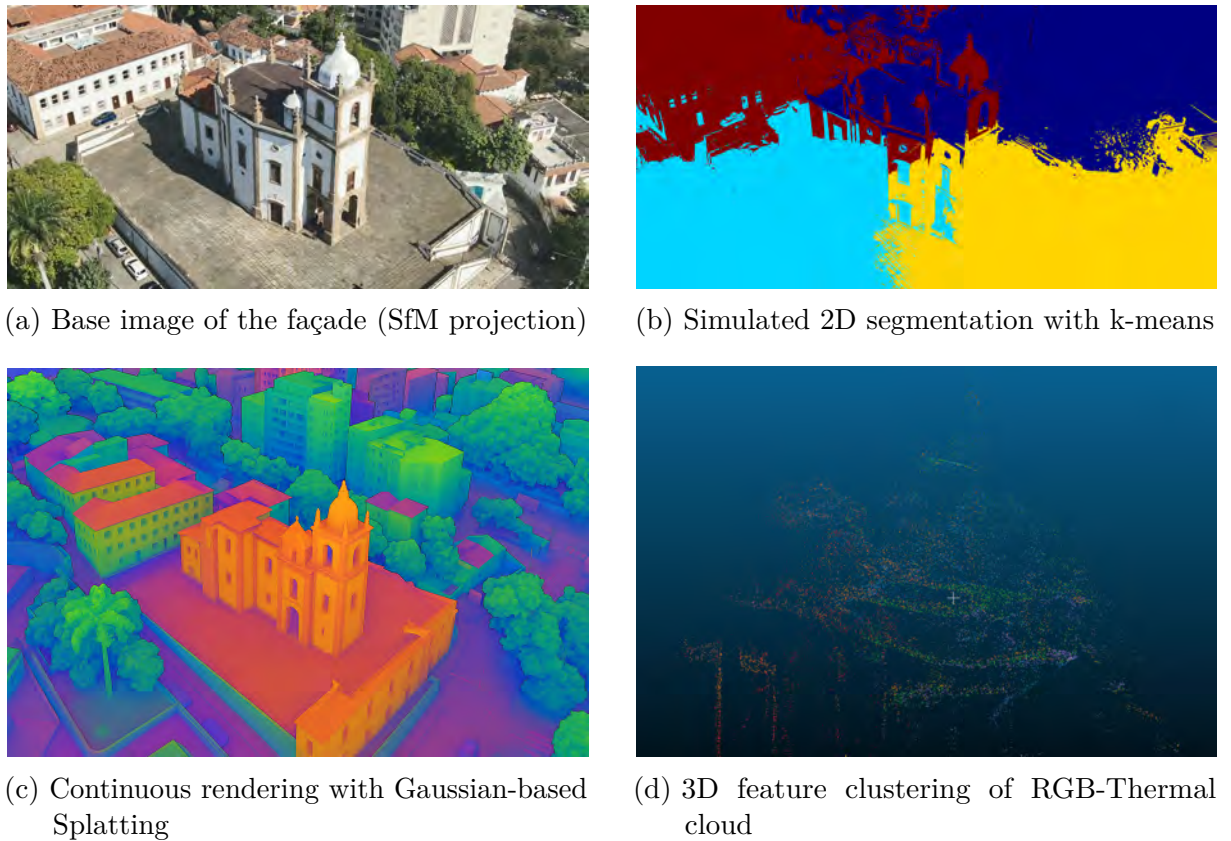 (a) Base image of the façade (SfM projection)
(b) Simulated 2D segmentation with k-means
(c) Continuous rendering with Gaussian-based
Splatting
(d) 3D feature clustering of RGB-Thermal
cloud